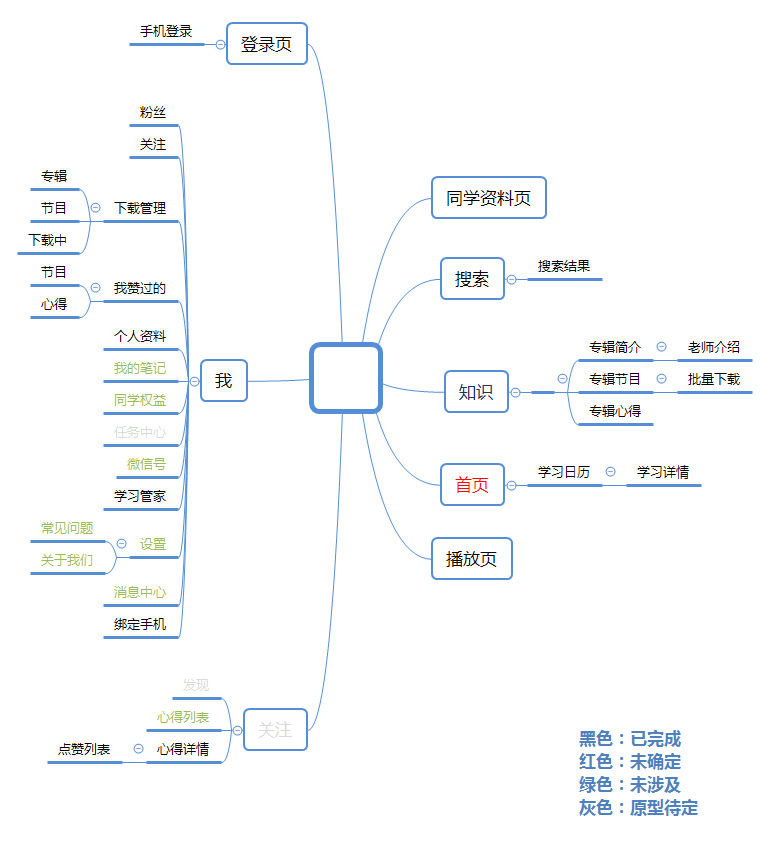 手机登录
登录页
粉丝
关注
专辑
节目
下载中
下载管理
节目
心得
我赞过的
个人资料
我的笔记
同学权益
任务中心
微信号
学习管家
常见问题
关于我们
设置
消息中心
绑定手机
我
发现
心得列表
点赞列表
心得详情
关注
同学资料页
搜索
搜索结果
知识
专辑简介
老师介绍
专辑节目
批量下载
专辑心得
首页
学习日历
学习详情
播放页
黑色：已完成
红色：未确定
绿色：未涉及
灰色：原型待定